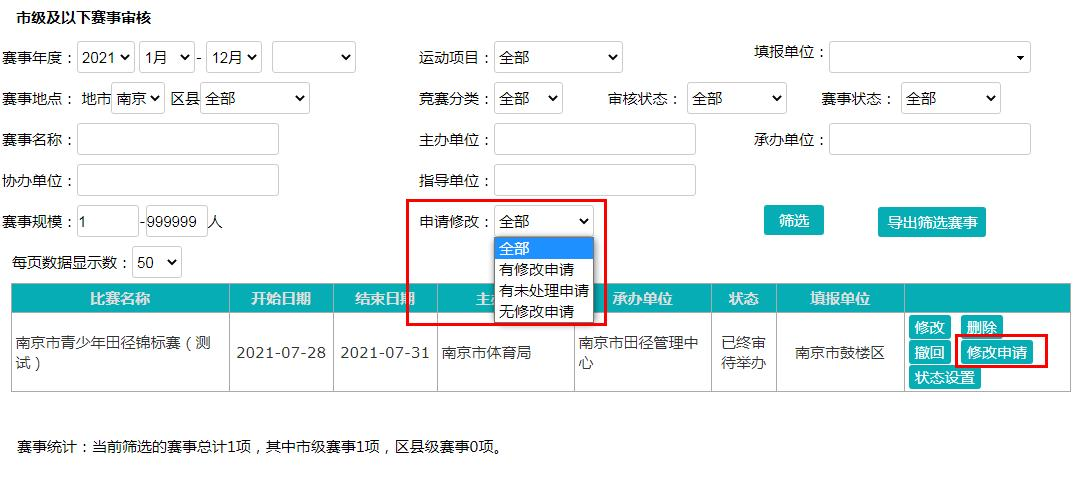 市级及以下赛事审核
赛事年度： 2021 1月 - 12月 运动项目： 全部 填报单位：
赛事地点： 地市 南京 区县 全部 竞赛分类： 全部 审核状态： 全部 赛事状态： 全部
赛事名称： 主办单位： 承办单位：
协办单位： 指导单位：
赛事规模： 1 -999999 人 申请修改： 全部 筛选 导出筛选赛事
全部
有修改申请
有未处理申请
无修改申请
每页数据显示数： 50
比赛名称 开始日期 结束日期 主办 承办单位 状态 填报单位
南京市青少年田径锦标赛（测
试）
2021-07-28 2021-07-31 南京市体育局
南京市田径管理中
心
已终审
待举办
南京市鼓楼区
修改 删除
撤回 修改申请
状态设置
赛事统计：当前筛选的赛事总计1项，其中市级赛事1项，区县级赛事0项。